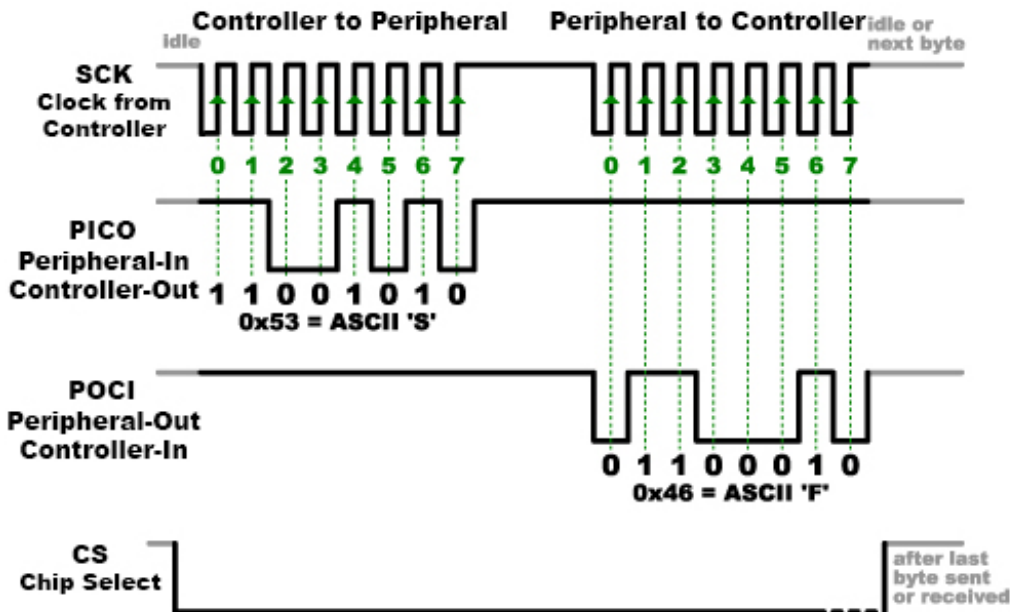 Controller to Peripheral
Peripheral to Controller
idle
idle or
next byte
SCK
Clock from
Controller
0 1 2 3 4 5 6 7
0 1 2 3 4 5 6 7
PICO
Peripheral-In
Controller-Out
1 1 0 0 1 0 1 0
0x53 = ASCII 'S'
POCI
Peripheral-Out
Controller-In
0 1 1 0 0 0 1 0
0x46 = ASCII 'F'
CS
Chip Select
after last
byte sent
or received